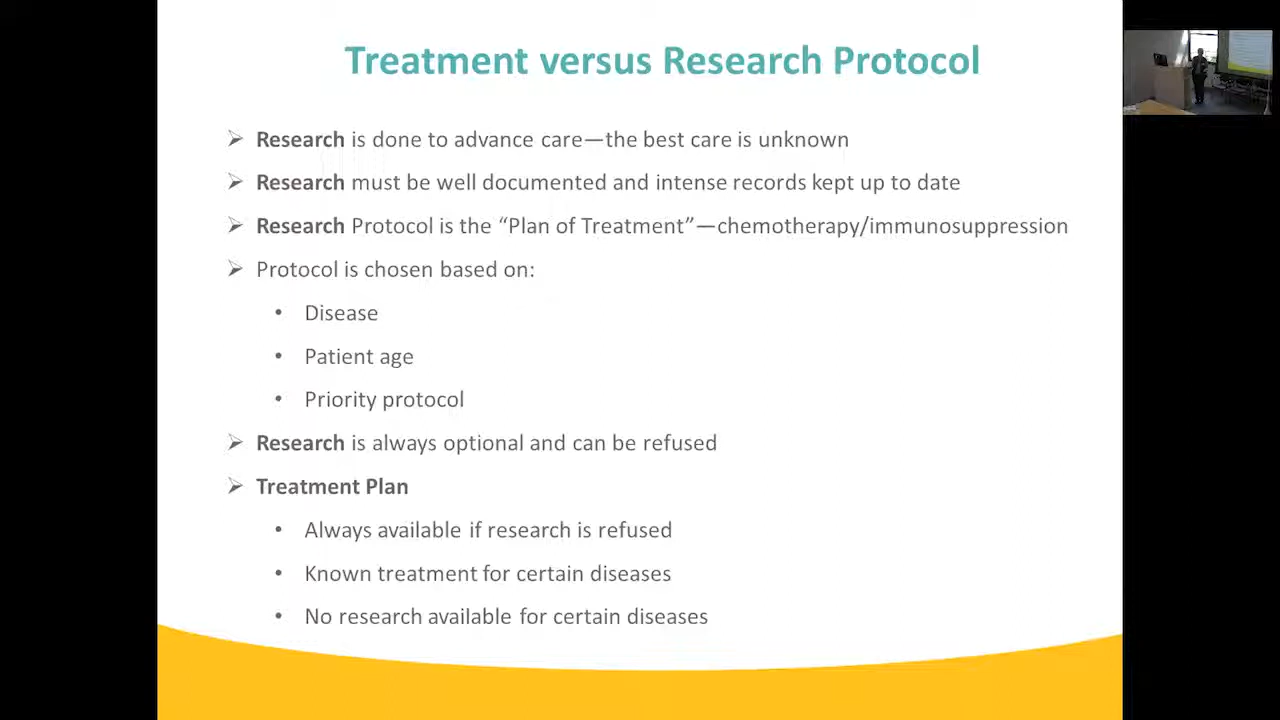 Treatment versus Research Protocol
➢ Research is done to advance care—the best care is unknown
➢ Research must be well documented and intense records kept up to date
➢ Research Protocol is the “Plan of Treatment”—chemotherapy/immunosuppression
➢ Protocol is chosen based on:
• Disease
• Patient age
• Priority protocol
➢ Research is always optional and can be refused
➢ Treatment Plan
• Always available if research is refused
• Known treatment for certain diseases
• No research available for certain diseases